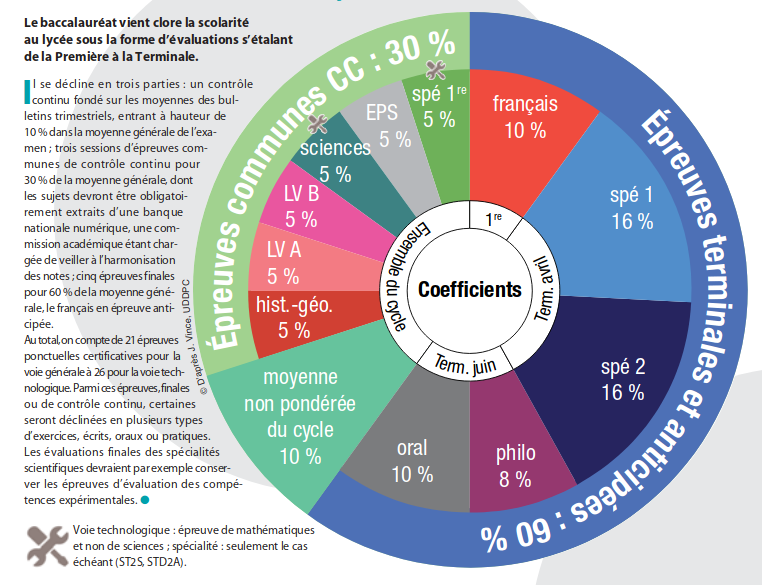 Le baccalauréat vient clore la scolarité
au lycée sous la forme d'évaluations s'étalant
de la Première à la Terminale.
Il se décline en trois parties : un contrôle
continu fondé sur les moyennes des bul-
letins trimestriels, entrant à hauteur de
10 % dans la moyenne générale de l'exa-
men ; trois sessions d'épreuves com-
munes de contrôle continu pour
30 % de la moyenne générale, dont
les sujets devront être obligatoi-
rement extraits d'une banque
nationale numérique, une com-
mission académique étant char-
gée de veiller à l'harmonisation
des notes ; cinq épreuves finales
pour 60 % de la moyenne géné-
rale, le français en épreuve anti-
cipée.
Au total, on compte de 21 épreuves
ponctuelles certificatives pour la
voie générale à 26 pour la voie tech-
nologique. Parmi ces épreuves, finales
ou de contrôle continu, certaines
seront déclinées en plusieurs types
d'exercices, écrits, oraux ou pratiques.
Les évaluations finales des spécialités
scientifiques devraient par exemple conser-
ver les épreuves d'évaluation des compé-
tences expérimentales.
Voie technologique : épreuve de mathématiques
et non de sciences ; spécialité : seulement le cas
échéant (ST2S, STD2A).
© D'après J. Vince, UDPPC
Épreuves communes CC : 30 %
Épreuves terminales et anticipées : 60 %
français
10 %
spé 1
16 %
spé 2
16 %
philo
8 %
oral
10 %
moyenne
non pondérée
du cycle
10 %
hist.-géo.
5 %
LV A
5 %
LV B
5 %
sciences
5 %
EPS
5 %
spé 1re
5 %
1re
Term. avril
Term. juin
Ensemble du cycle
Coefficients